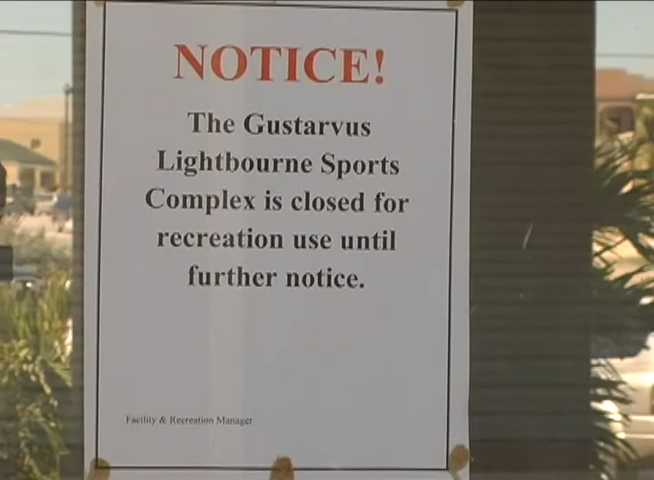 NOTICE!
The Gustarvus
Lightbourne Sports
Complex is closed for
recreation use until
further notice.
Facility & Recreation Manager